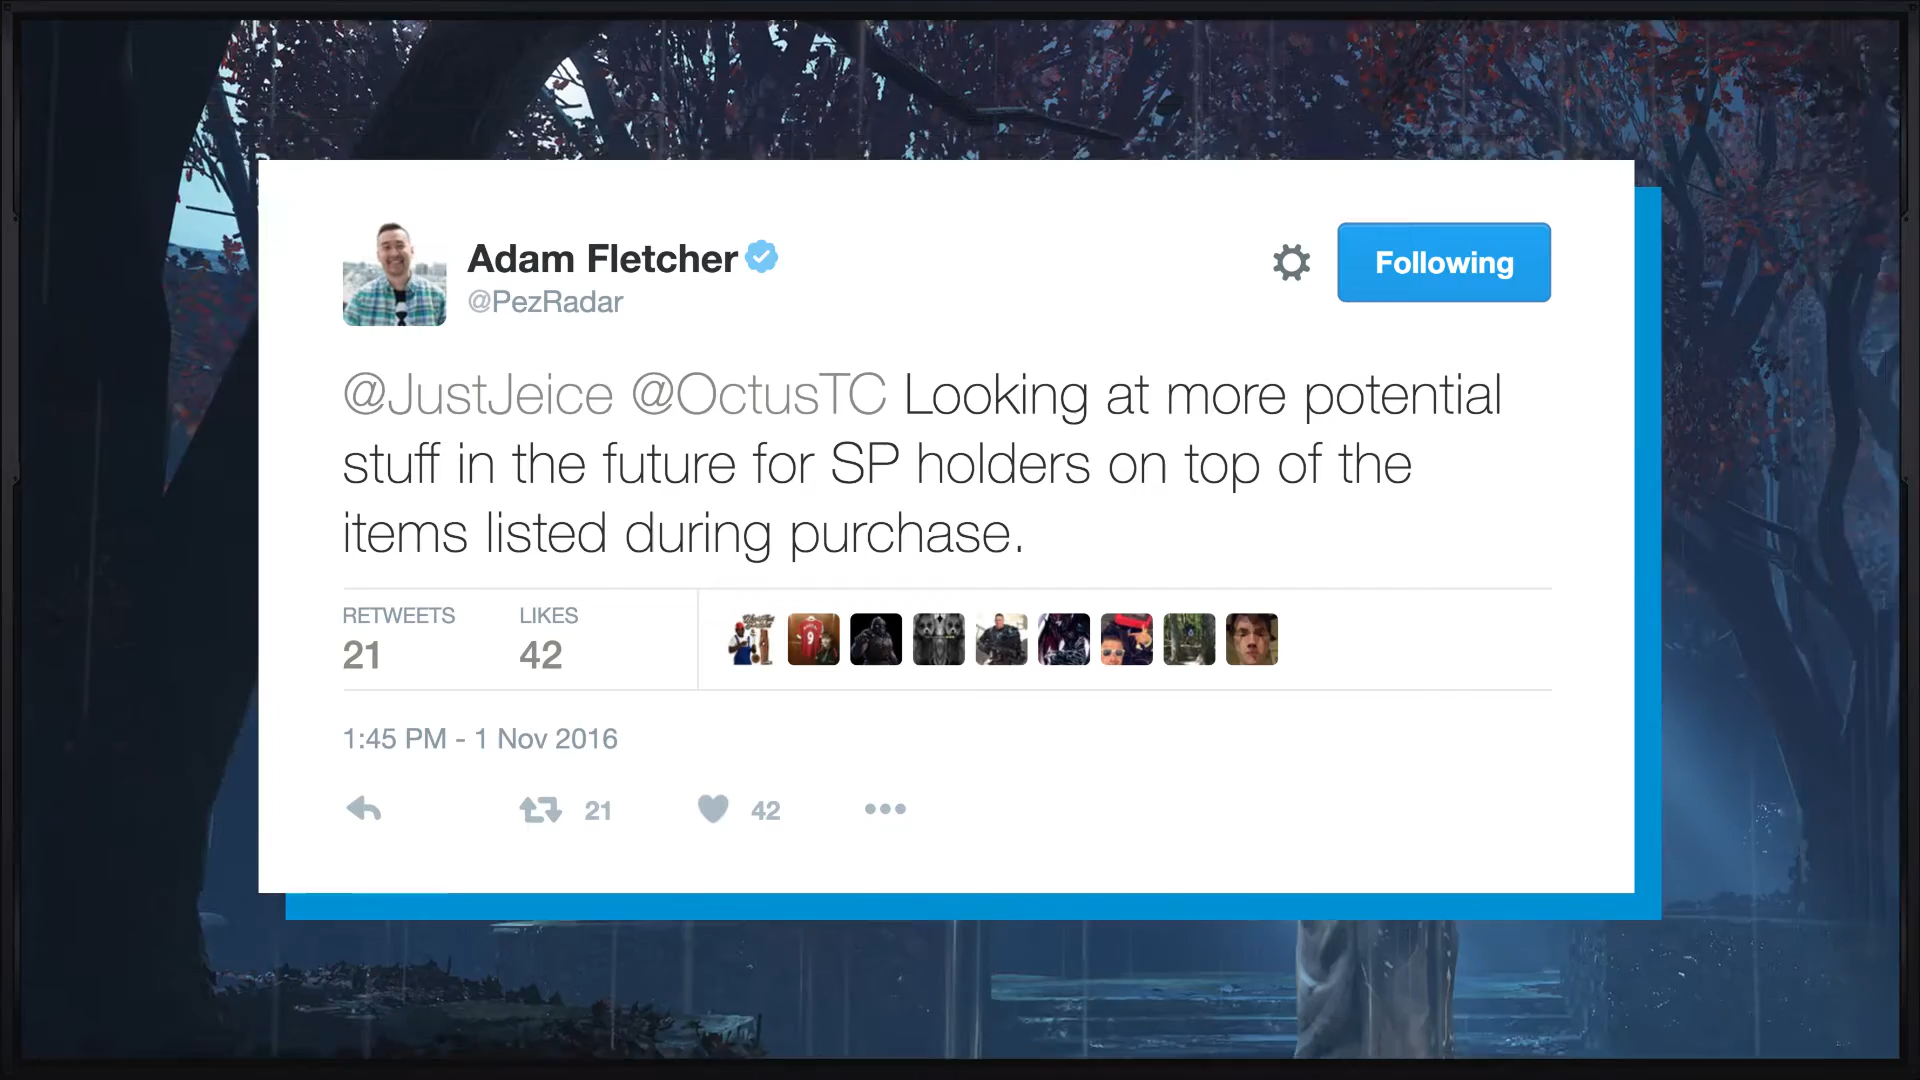 Adam Fletcher
@PezRadar
Following
@JustJeice @OctusTC Looking at more potential
stuff in the future for SP holders on top of the
items listed during purchase.
RETWEETS LIKES
21 42
1:45 PM - 1 Nov 2016
21 42